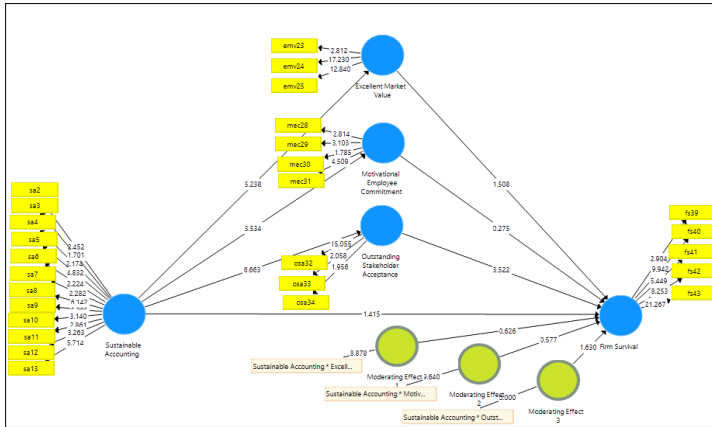 emv23
emv24
emv25
2.812
17.230
12.840
Excellent Market
Value
mec28
mec29
mec30
mec31
2.814
3.103
1.785
4.509
Motivational
Employee
Commitment
5.238
3.534
6.663
1.508
0.275
3.522
1.415
osa32
osa33
osa34
15.055
2.058
1.956
Outstanding
Stakeholder
Acceptance
sa2
sa3
sa4
sa5
sa6
sa7
sa8
sa9
sa10
sa11
sa12
sa13
2.452
1.701
2.174
4.832
2.224
2.282
3.140
2.861
3.263
5.714
Sustainable
Accounting
fs39
fs40
fs41
fs42
fs43
2.904
9.942
5.449
8.253
21.267
Firm Survival
0.626
0.577
1.630
8.878
Sustainable Accounting * Excell...
Moderating Effect
1
Sustainable Accounting * Motiv...
Moderating Effect
2
Sustainable Accounting * Outst...
Moderating Effect
3